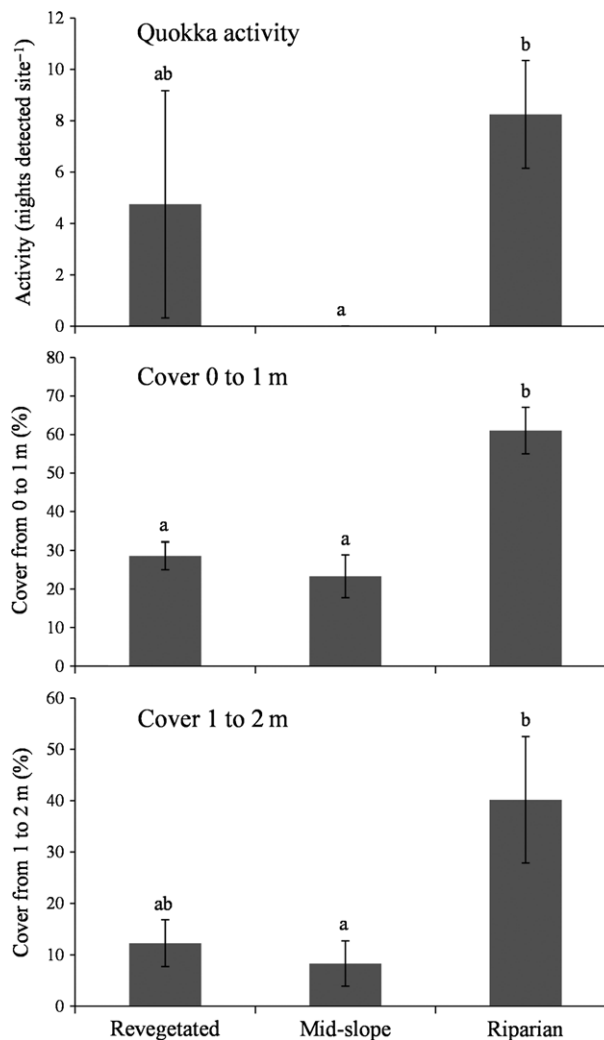 Quokka activity
Activity (nights detected site⁻¹)
12
10
8
6
4
2
0
ab
a
b
Cover 0 to 1 m
Cover from 0 to 1 m (%)
80
70
60
50
40
30
20
10
0
a
a
b
Cover 1 to 2 m
Cover from 1 to 2 m (%)
60
50
40
30
20
10
0
ab
a
b
Revegetated
Mid-slope
Riparian